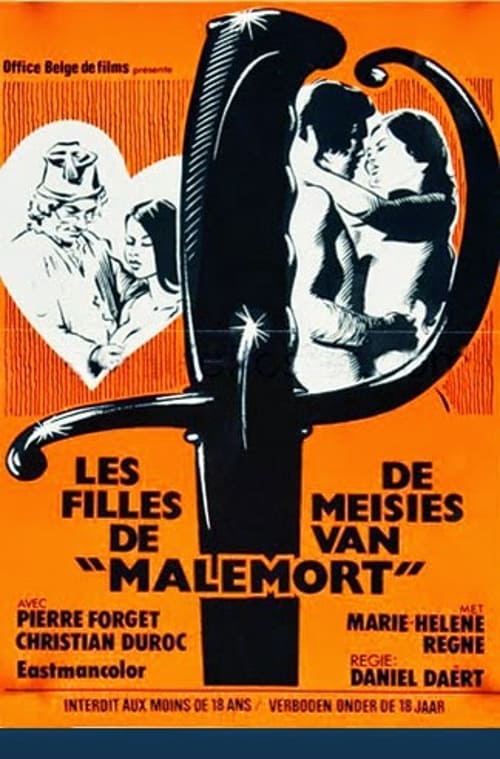 Office Belge de films présente
LES
FILLES
DE
DE
MEISIES
VAN
"MALEMORT"
AVEC
PIERRE FORGET
CHRISTIAN DUROC
Eastmancolor
MET
MARIE-HELENE
REGNE
REGIE:
DANIEL DAËRT
INTERDIT AUX MOINS DE 18 ANS / VERBODEN ONDER DE 18 JAAR